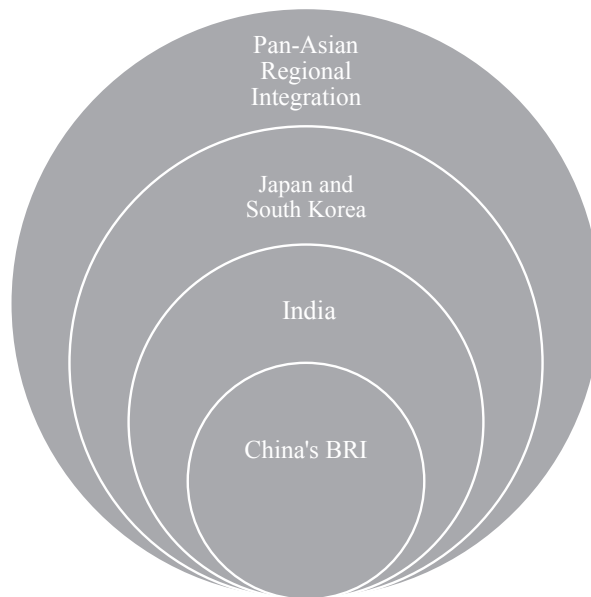 Pan-Asian
Regional
Integration
Japan and
South Korea
India
China's BRI